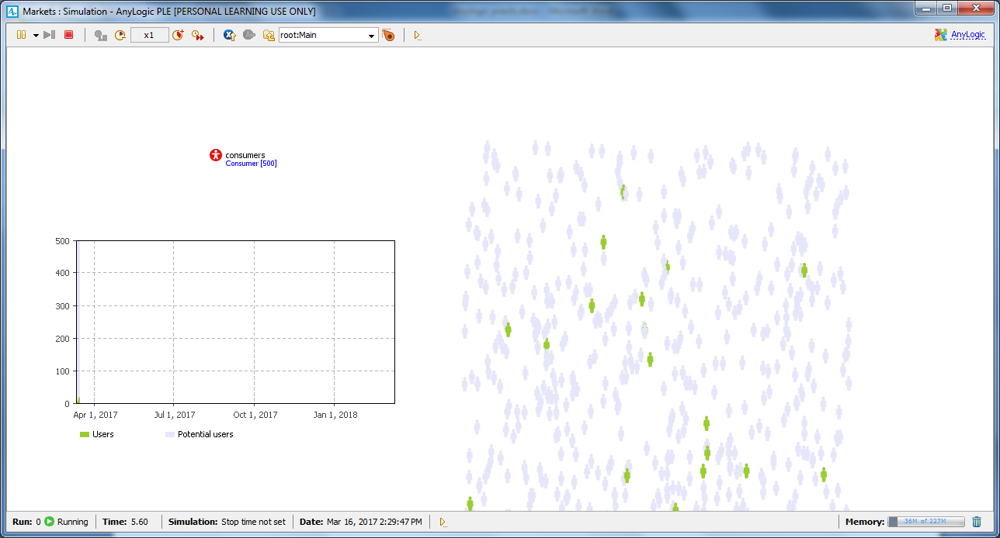 Markets : Simulation - AnyLogic PLE [PERSONAL LEARNING USE ONLY]
x1
root:Main
AnyLogic
consumers
Consumer [500]
500
400
300
200
100
0
Apr 1, 2017
Jul 1, 2017
Oct 1, 2017
Jan 1, 2018
Users
Potential users
Run: 0
Running
Time: 5.60
Simulation: Stop time not set
Date: Mar 16, 2017 2:29:47 PM
Memory:
36M of 227M